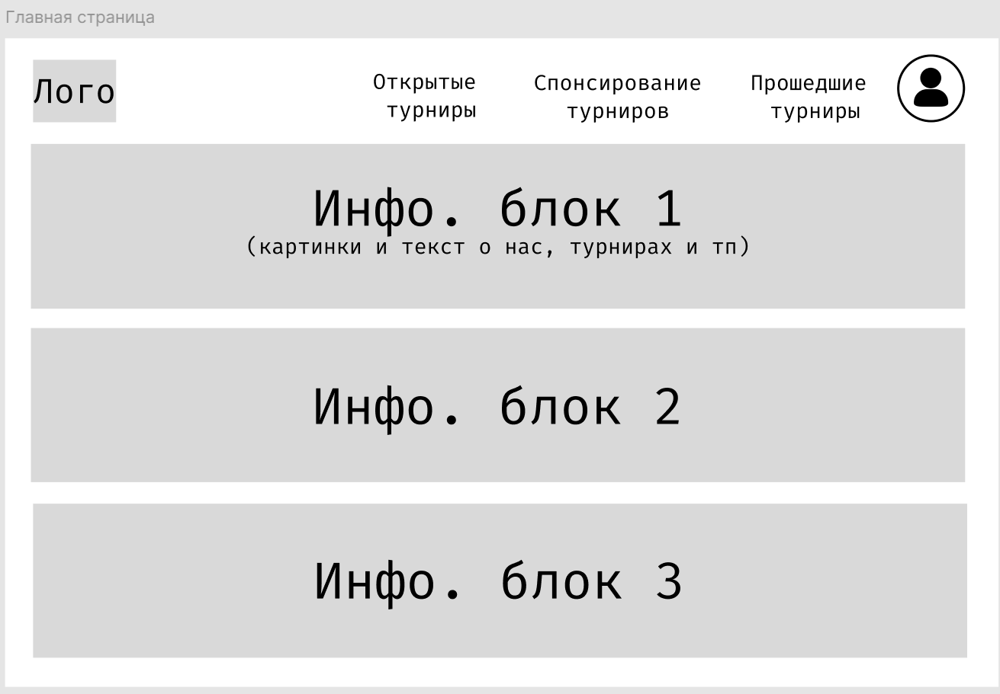 Главная страница
Лого
Открытые
турниры
Спонсирование
турниров
Прошедшие
турниры
Инфо. блок 1
(картинки и текст о нас, турнирах и тп)
Инфо. блок 2
Инфо. блок 3